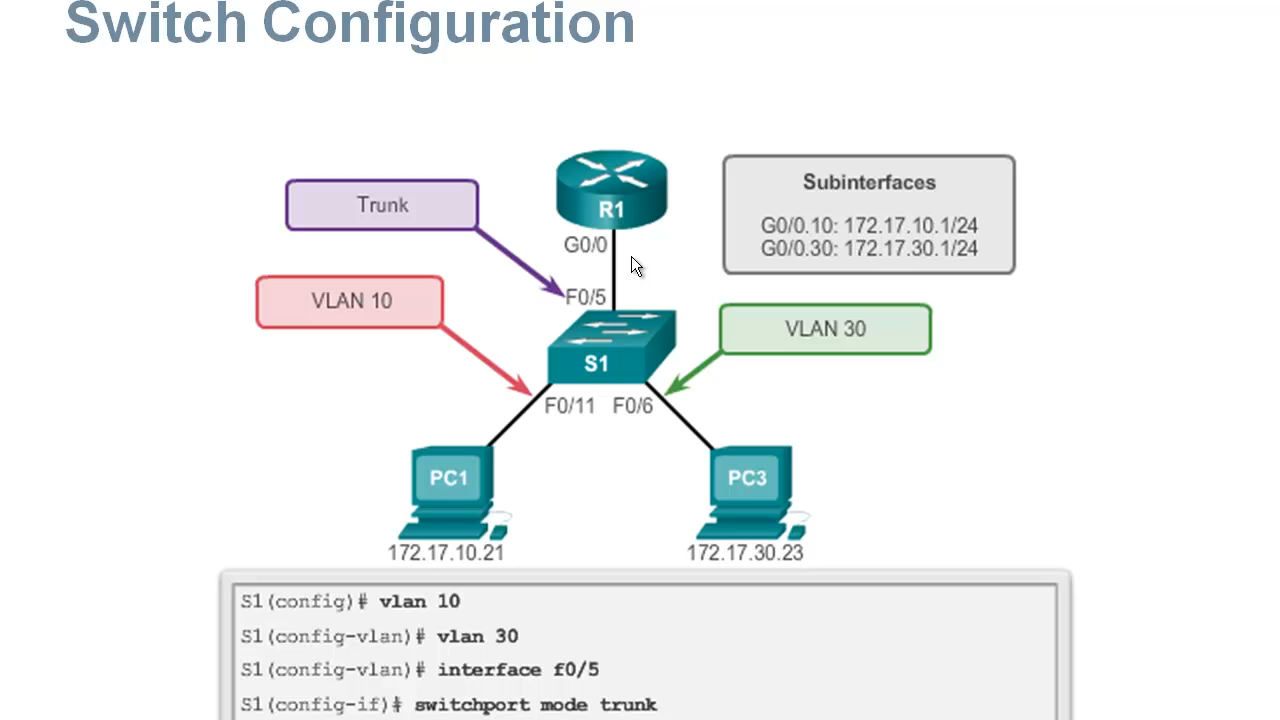 Switch Configuration
Trunk
R1
Subinterfaces
G0/0.10: 172.17.10.1/24
G0/0.30: 172.17.30.1/24
G0/0
F0/5
VLAN 10
VLAN 30
S1
F0/11 F0/6
PC1
PC3
172.17.10.21
172.17.30.23
S1(config)# vlan 10
S1(config-vlan)# vlan 30
S1(config-vlan)# interface f0/5
S1(config-if)# switchport mode trunk